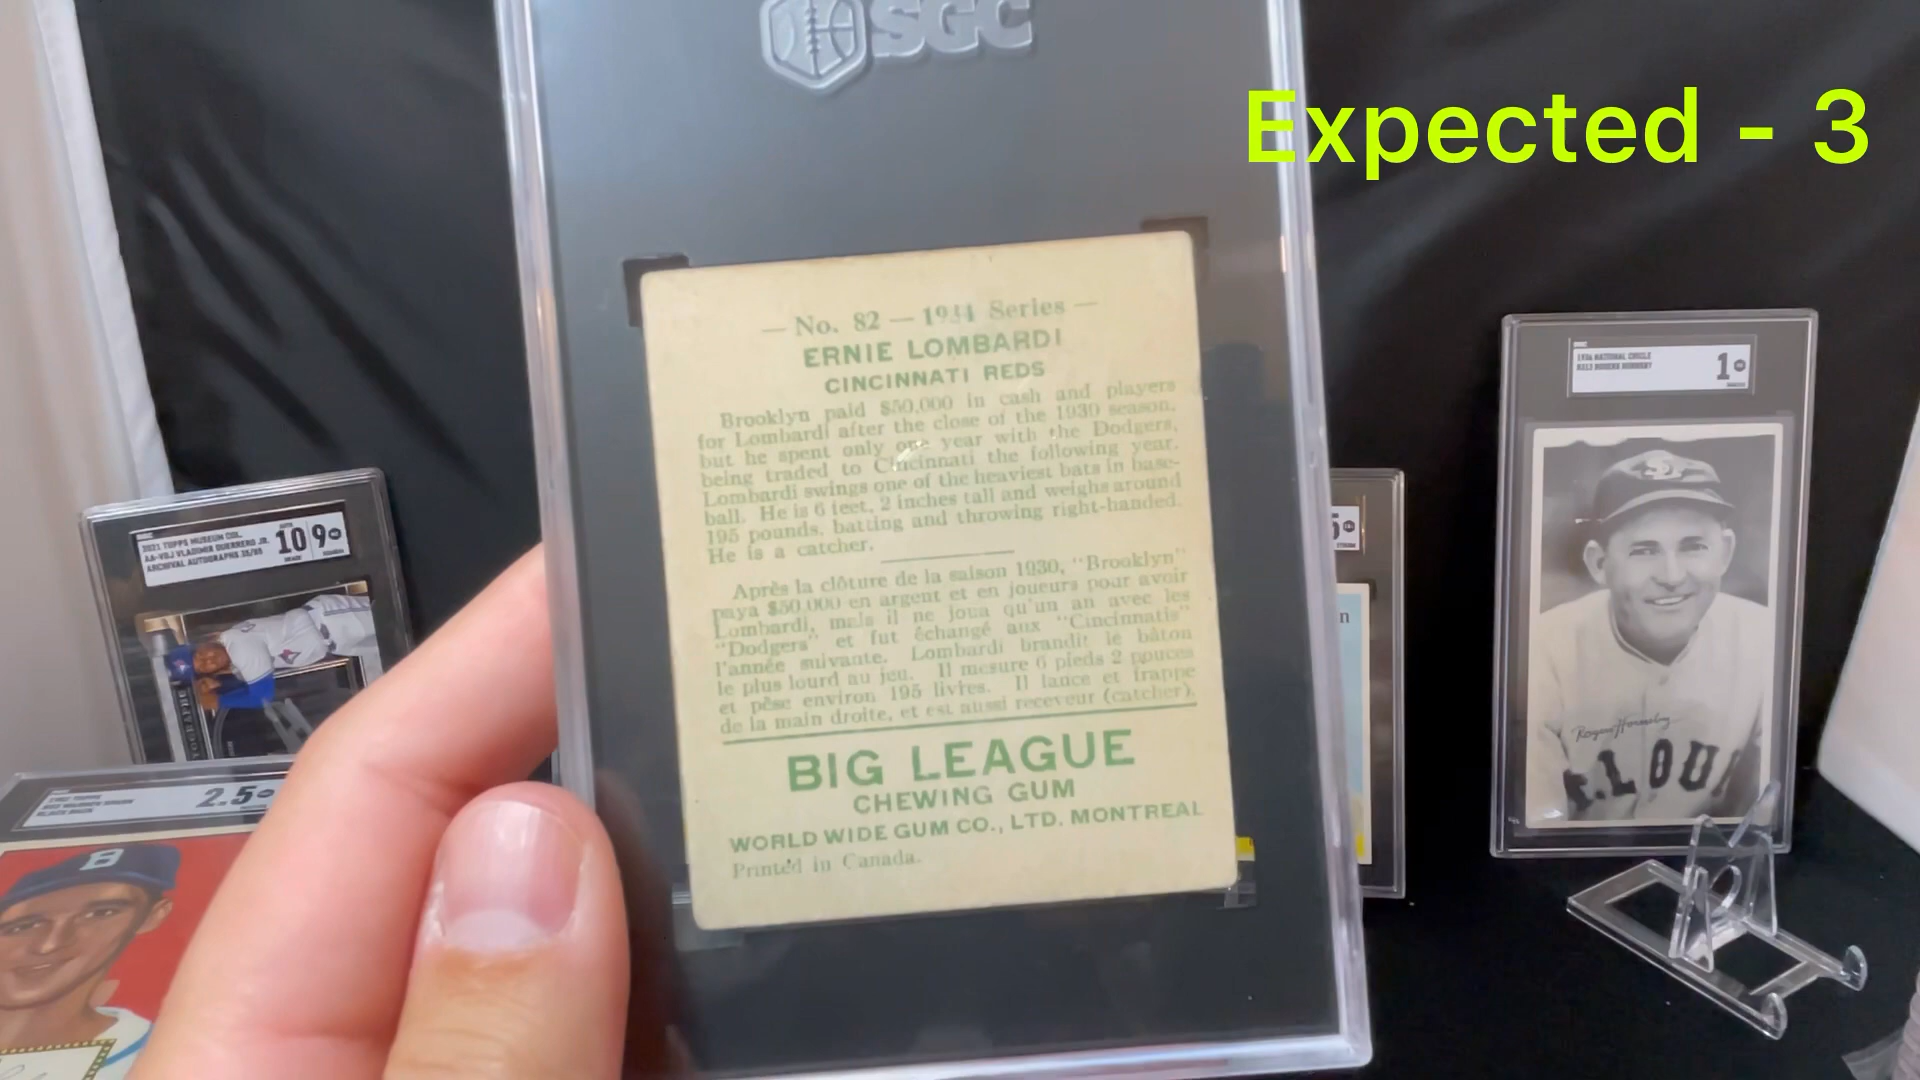 SGC
Expected - 3
— No. 82 — 1934 Series —
ERNIE LOMBARDI
CINCINNATI REDS
Brooklyn paid $50,000 in cash and players
for Lombardi after the close of the 1930 season,
but he spent only one year with the Dodgers,
being traded to Cincinnati the following year.
Lombardi swings one of the heaviest bats in base-
ball. He is 6 feet, 2 inches tall and weighs around
195 pounds, batting and throwing right-handed.
He is a catcher.
Après la clôture de la saison 1930, "Brooklyn"
paya $50,000 en argent et en joueurs pour avoir
Lombardi, mais il ne joua qu'un an avec les
"Dodgers" et fut échangé aux "Cincinnatis"
l'année suivante. Lombardi brandit le bâton
le plus lourd au jeu. Il mesure 6 pieds 2 pouces
et pèse environ 195 livres. Il lance et frappe
de la main droite, et est aussi receveur (catcher).
BIG LEAGUE
CHEWING GUM
WORLD WIDE GUM CO., LTD. MONTREAL
Printed in Canada.
2021 TOPPS MUSEUM COL.
AA-VGJ VLADIMIR GUERRERO JR.
ARCHIVAL AUTOGRAPHS
10 9
2.5
B
1936 NATIONAL CHICLE
R313 ROGERS HORNSBY
1
Rogers Hornsby
T.LOUI
5
n